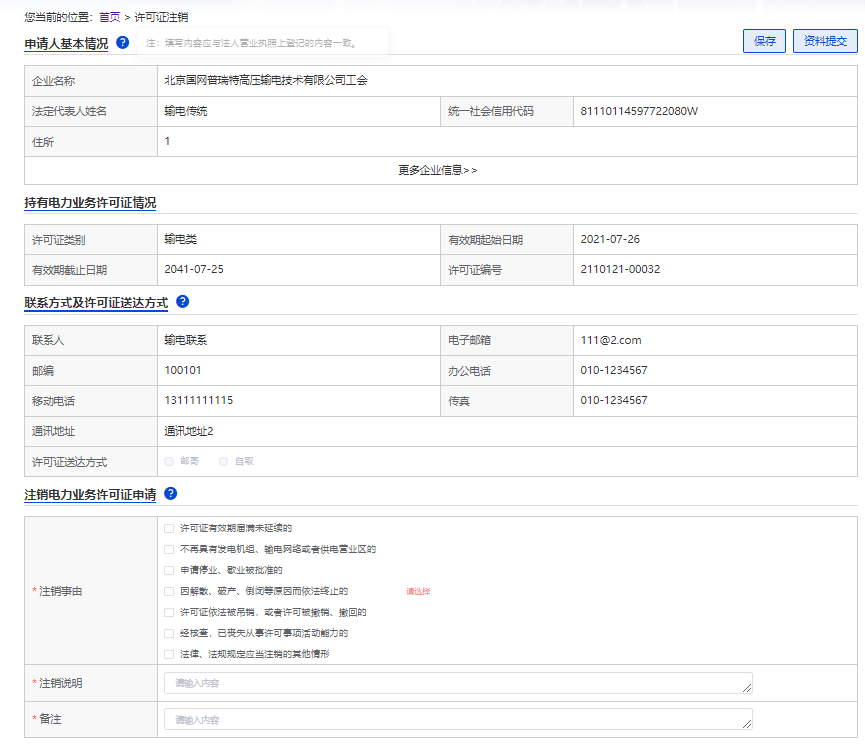 您当前的位置：首页 > 许可证注销
申请人基本情况 ? 注：填写内容应与法人营业执照上登记的内容一致。 保存 资料提交
企业名称 北京国网普瑞特高压输电技术有限公司工会
法定代表人姓名 输电传统 统一社会信用代码 81110114597722080W
住所 1
更多企业信息>>
持有电力业务许可证情况
许可证类别 输电类 有效期起始日期 2021-07-26
有效期截止日期 2041-07-25 许可证编号 2110121-00032
联系方式及许可证送达方式 ?
联系人 输电联系 电子邮箱 111@2.com
邮编 100101 办公电话 010-1234567
移动电话 13111111115 传真 010-1234567
通讯地址 通讯地址2
许可证送达方式 邮寄 自取
注销电力业务许可证申请 ?
许可证有效期届满未延续的
不再具有发电机组、输电网络或者供电营业区的
申请停业、歇业被批准的
* 注销事由 因解散、破产、倒闭等原因而依法终止的 请选择
许可证依法被吊销，或者许可被撤销、撤回的
经核查，已丧失从事许可事项活动能力的
法律、法规规定应当注销的其他情形
* 注销说明 请输入内容
* 备注 请输入内容